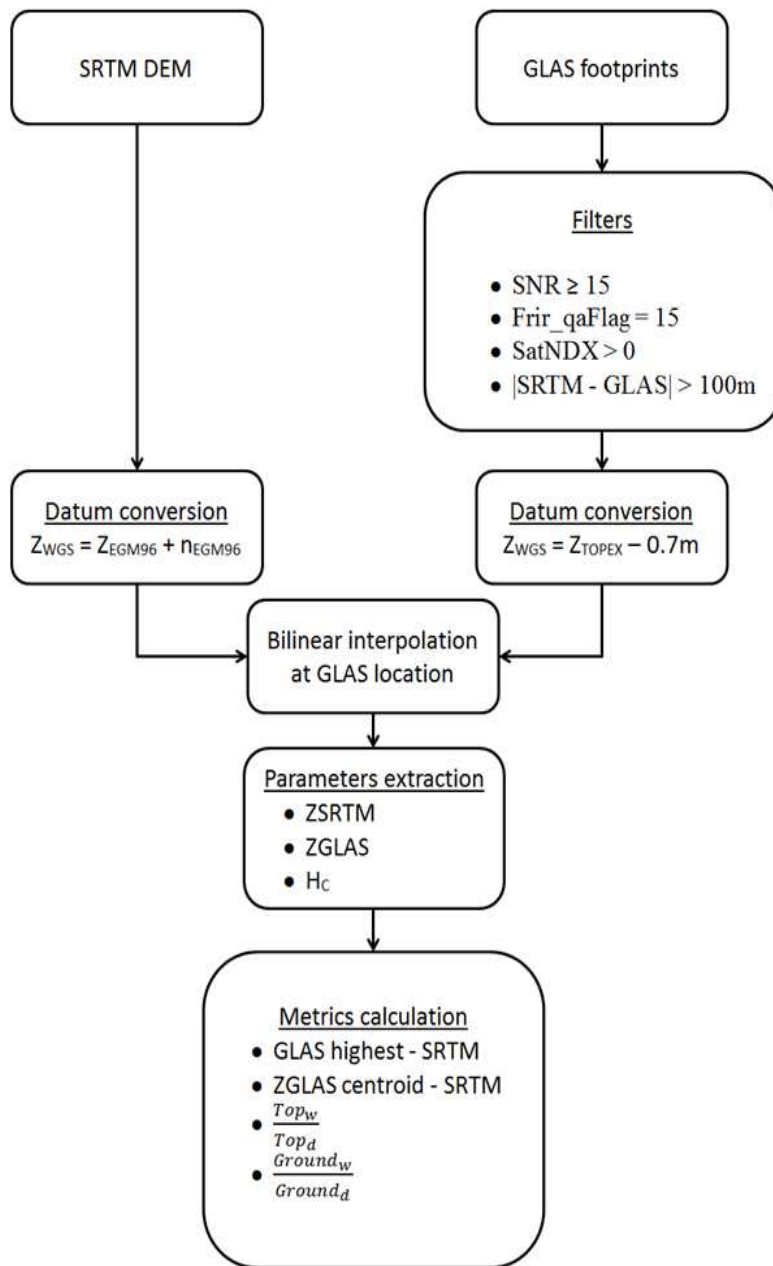 SRTM DEM
GLAS footprints
Filters
• SNR ≥ 15
• Frir_qaFlag = 15
• SatNDX > 0
• |SRTM - GLAS| > 100m
Datum conversion
ZWGS = ZEGM96 + nEGM96
Datum conversion
ZWGS = ZTOPEX – 0.7m
Bilinear interpolation
at GLAS location
Parameters extraction
• ZSRTM
• ZGLAS
• HC
Metrics calculation
• GLAS highest - SRTM
• ZGLAS centroid - SRTM
• Topw
Topd
• Groundw
Groundd